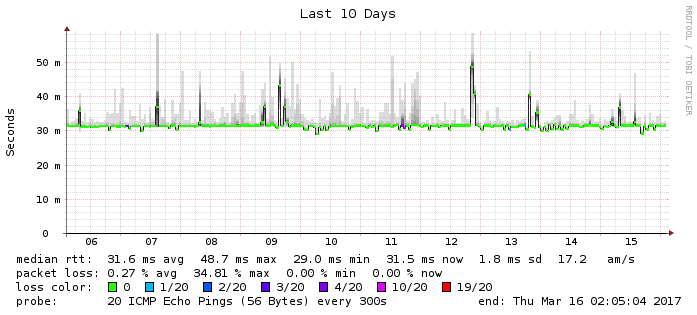 Last 10 Days
RRDTOOL / TOBI OETIKER
Seconds
50 m
40 m
30 m
20 m
10 m
0
06 07 08 09 10 11 12 13 14 15
median rtt: 31.6 ms avg 48.7 ms max 29.0 ms min 31.5 ms now 1.8 ms sd 17.2 am/s
packet loss: 0.27 % avg 34.81 % max 0.00 % min 0.00 % now
loss color: 0 1/20 2/20 3/20 4/20 10/20 19/20
probe: 20 ICMP Echo Pings (56 Bytes) every 300s end: Thu Mar 16 02:05:04 2017